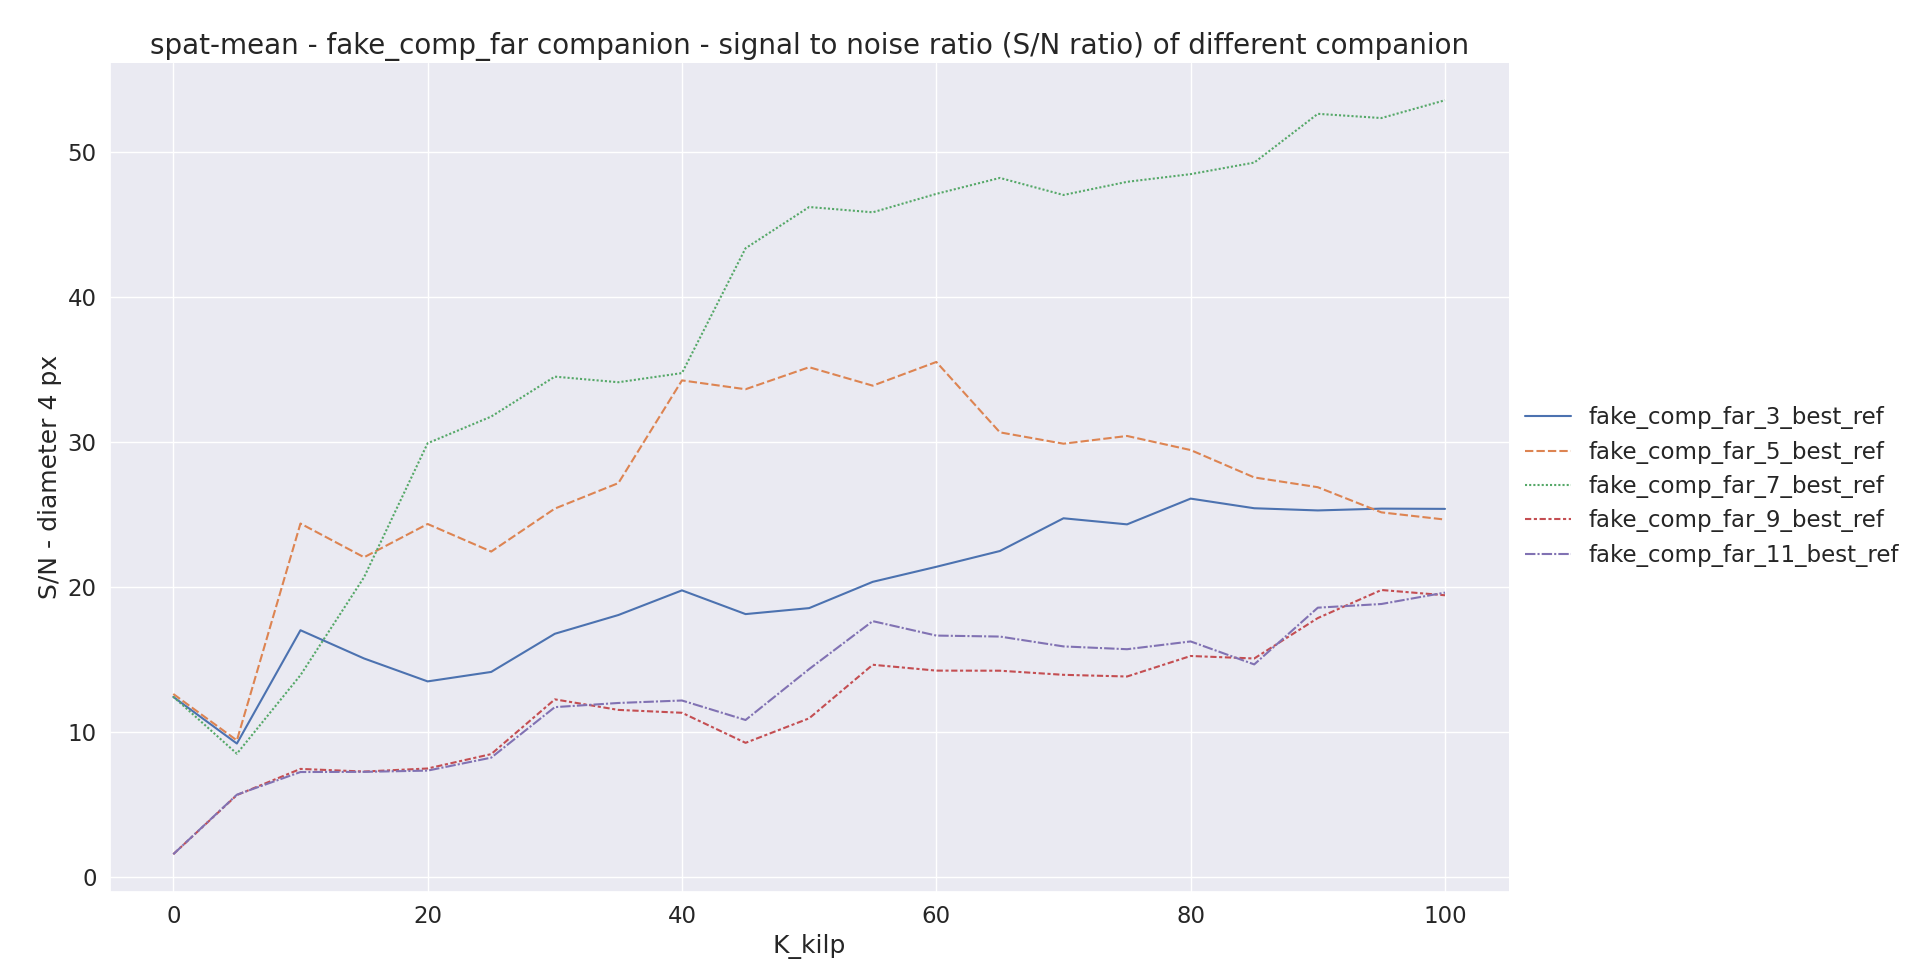 spat-mean - fake_comp_far companion - signal to noise ratio (S/N ratio) of different companion
S/N - diameter 4 px
50
40
30
20
10
0
0 20 40 60 80 100
K_kilp
fake_comp_far_3_best_ref
fake_comp_far_5_best_ref
fake_comp_far_7_best_ref
fake_comp_far_9_best_ref
fake_comp_far_11_best_ref